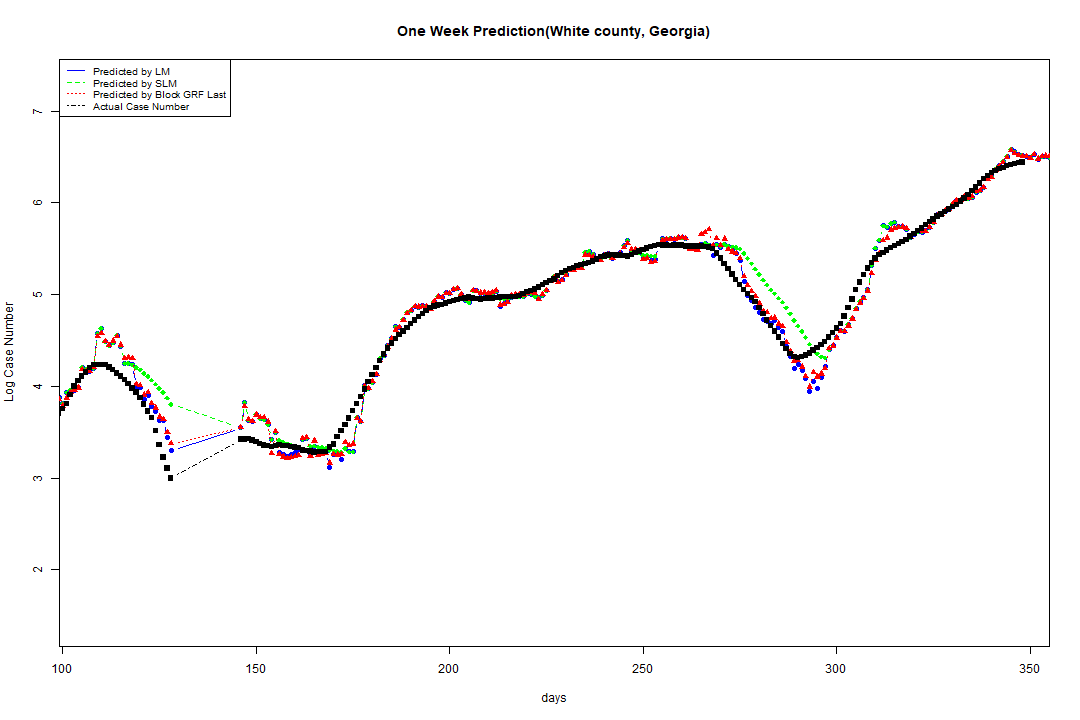 One Week Prediction(White county, Georgia)
Predicted by LM
Predicted by SLM
Predicted by Block GRF Last
Actual Case Number
7
6
5
4
3
2
Log Case Number
100 150 200 250 300 350
days